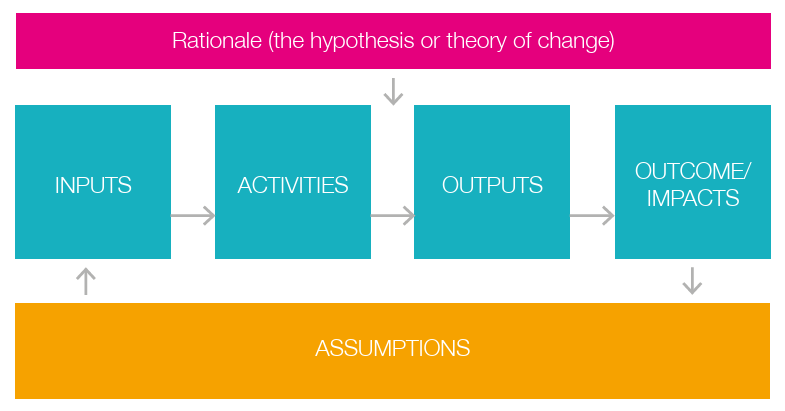 Rationale (the hypothesis or theory of change)
INPUTS
ACTIVITIES
OUTPUTS
OUTCOME/
IMPACTS
ASSUMPTIONS